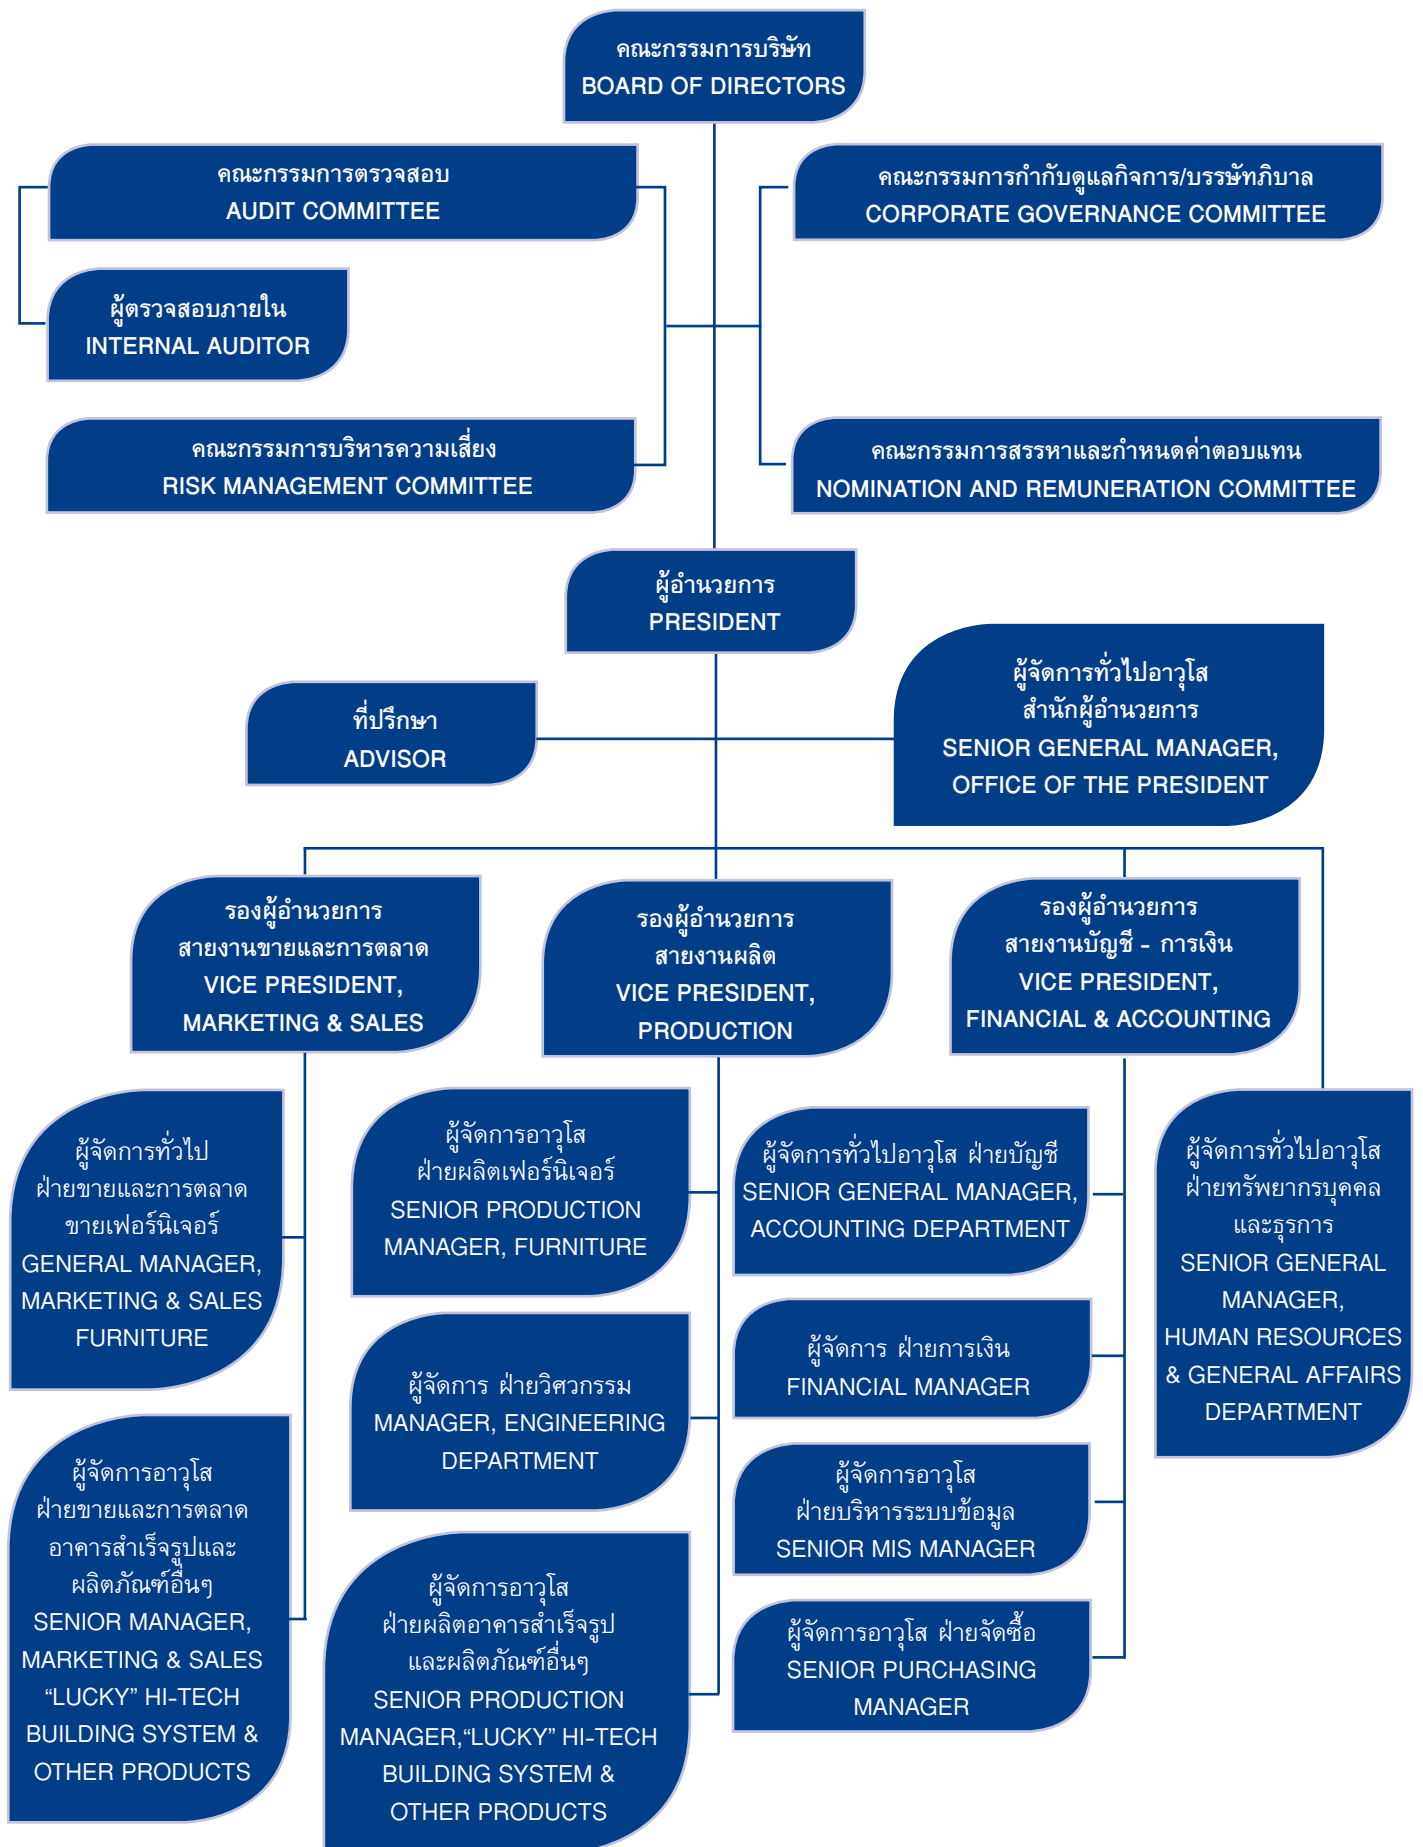 คณะกรรมการบริษัท
BOARD OF DIRECTORS
คณะกรรมการตรวจสอบ
AUDIT COMMITTEE
คณะกรรมการกำกับดูแลกิจการ/บรรษัทภิบาล
CORPORATE GOVERNANCE COMMITTEE
ผู้ตรวจสอบภายใน
INTERNAL AUDITOR
คณะกรรมการบริหารความเสี่ยง
RISK MANAGEMENT COMMITTEE
คณะกรรมการสรรหาและกำหนดค่าตอบแทน
NOMINATION AND REMUNERATION COMMITTEE
ผู้อำนวยการ
PRESIDENT
ที่ปรึกษา
ADVISOR
ผู้จัดการทั่วไปอาวุโส
สำนักผู้อำนวยการ
SENIOR GENERAL MANAGER,
OFFICE OF THE PRESIDENT
รองผู้อำนวยการ
สายงานขายและการตลาด
VICE PRESIDENT,
MARKETING & SALES
รองผู้อำนวยการ
สายงานผลิต
VICE PRESIDENT,
PRODUCTION
รองผู้อำนวยการ
สายงานบัญชี - การเงิน
VICE PRESIDENT,
FINANCIAL & ACCOUNTING
ผู้จัดการทั่วไป
ฝ่ายขายและการตลาด
ขายเฟอร์นิเจอร์
GENERAL MANAGER,
MARKETING & SALES
FURNITURE
ผู้จัดการอาวุโส
ฝ่ายผลิตเฟอร์นิเจอร์
SENIOR PRODUCTION
MANAGER, FURNITURE
ผู้จัดการทั่วไปอาวุโส ฝ่ายบัญชี
SENIOR GENERAL MANAGER,
ACCOUNTING DEPARTMENT
ผู้จัดการทั่วไปอาวุโส
ฝ่ายทรัพยากรบุคคล
และธุรการ
SENIOR GENERAL
MANAGER,
HUMAN RESOURCES
& GENERAL AFFAIRS
DEPARTMENT
ผู้จัดการ ฝ่ายการเงิน
FINANCIAL MANAGER
ผู้จัดการ ฝ่ายวิศวกรรม
MANAGER, ENGINEERING
DEPARTMENT
ผู้จัดการอาวุโส
ฝ่ายขายและการตลาด
อาคารสำเร็จรูปและ
ผลิตภัณฑ์อื่นๆ
SENIOR MANAGER,
MARKETING & SALES
“LUCKY” HI-TECH
BUILDING SYSTEM &
OTHER PRODUCTS
ผู้จัดการอาวุโส
ฝ่ายบริหารระบบข้อมูล
SENIOR MIS MANAGER
ผู้จัดการอาวุโส
ฝ่ายผลิตอาคารสำเร็จรูป
และผลิตภัณฑ์อื่นๆ
SENIOR PRODUCTION
MANAGER,“LUCKY” HI-TECH
BUILDING SYSTEM &
OTHER PRODUCTS
ผู้จัดการอาวุโส ฝ่ายจัดซื้อ
SENIOR PURCHASING
MANAGER